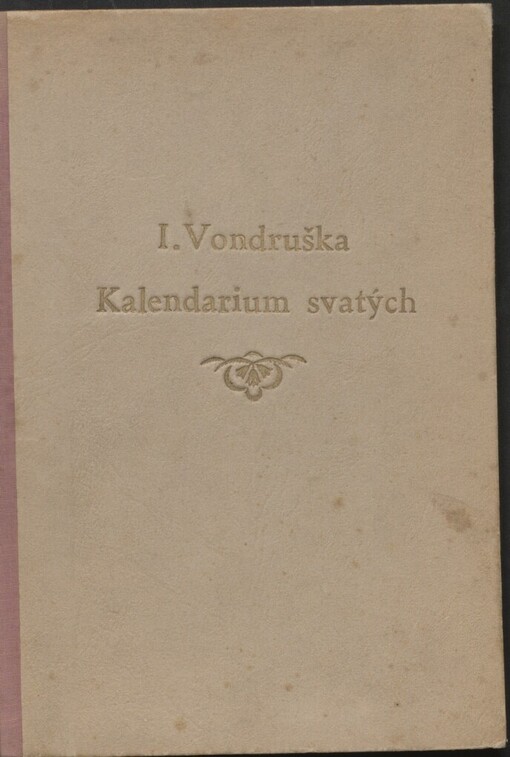 I. Vondruška
Kalendarium svatých